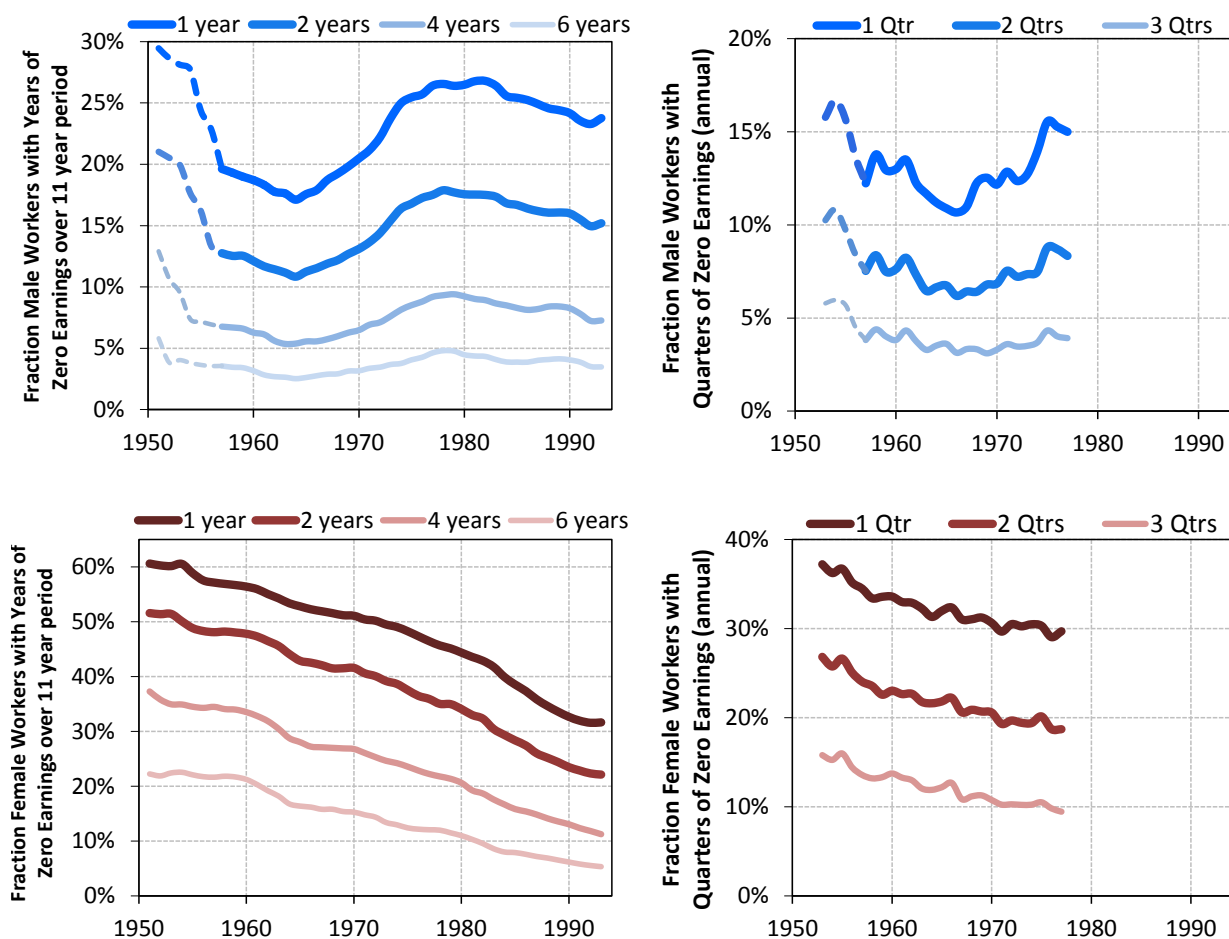 1 year 2 years 4 years 6 years
Fraction Male Workers with Years of
Zero Earnings over 11 year period
30%
25%
20%
15%
10%
5%
0%
1950 1960 1970 1980 1990
1 Qtr 2 Qtrs 3 Qtrs
Fraction Male Workers with
Quarters of Zero Earnings (annual)
20%
15%
10%
5%
0%
1950 1960 1970 1980 1990
1 year 2 years 4 years 6 years
Fraction Female Workers with Years of
Zero Earnings over 11 year period
60%
50%
40%
30%
20%
10%
0%
1950 1960 1970 1980 1990
1 Qtr 2 Qtrs 3 Qtrs
Fraction Female Workers with
Quarters of Zero Earnings (annual)
40%
30%
20%
10%
0%
1950 1960 1970 1980 1990